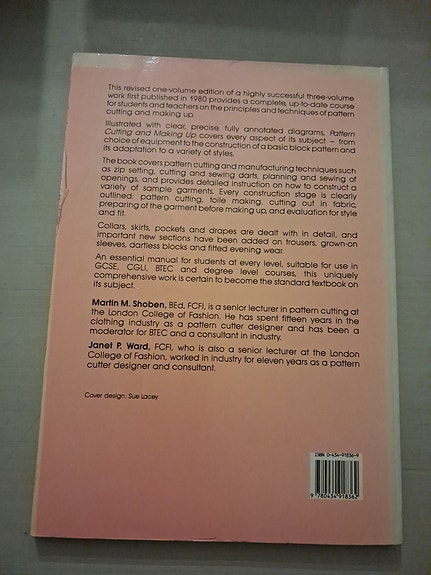 This revised one-volume edition of a highly successful three-volume
work first published in 1980 provides a complete, up-to-date course
for students and teachers on the principles and techniques of pattern
cutting and making up.
Illustrated with clear, precise, fully annotated diagrams, Pattern
Cutting and Making Up covers every aspect of its subject – from
choice of equipment to the construction of a basic block pattern and
its adaptation to a variety of styles.
The book covers pattern cutting and manufacturing techniques such
as zip setting, cutting and sewing darts, planning and sewing of
openings, and provides detailed instruction on how to construct a
variety of sample garments. Every construction stage is clearly
outlined: pattern cutting, toile making, cutting out in fabric,
preparing of the garment before making up, and evaluation for style
and fit.
Collars, skirts, pockets and drapes are dealt with in detail, and
important new sections have been added on trousers, grown-on
sleeves, dartless blocks and fitted evening wear.
An essential manual for students at every level, suitable for use in
GCSE, CGLI, BTEC and degree level courses, this uniquely
comprehensive work is certain to become the standard textbook on
its subject.
Martin M. Shoben, BEd, FCFI, is a senior lecturer in pattern cutting at
the London College of Fashion. He has spent fifteen years in the
clothing industry as a pattern cutter designer and has been a
moderator for BTEC and a consultant in industry.
Janet P. Ward, FCFI, who is also a senior lecturer at the London
College of Fashion, worked in industry for eleven years as a pattern
cutter designer and consultant.
Cover design: Sue Lacey
ISBN 0-434-91836-9
9 780434 918362